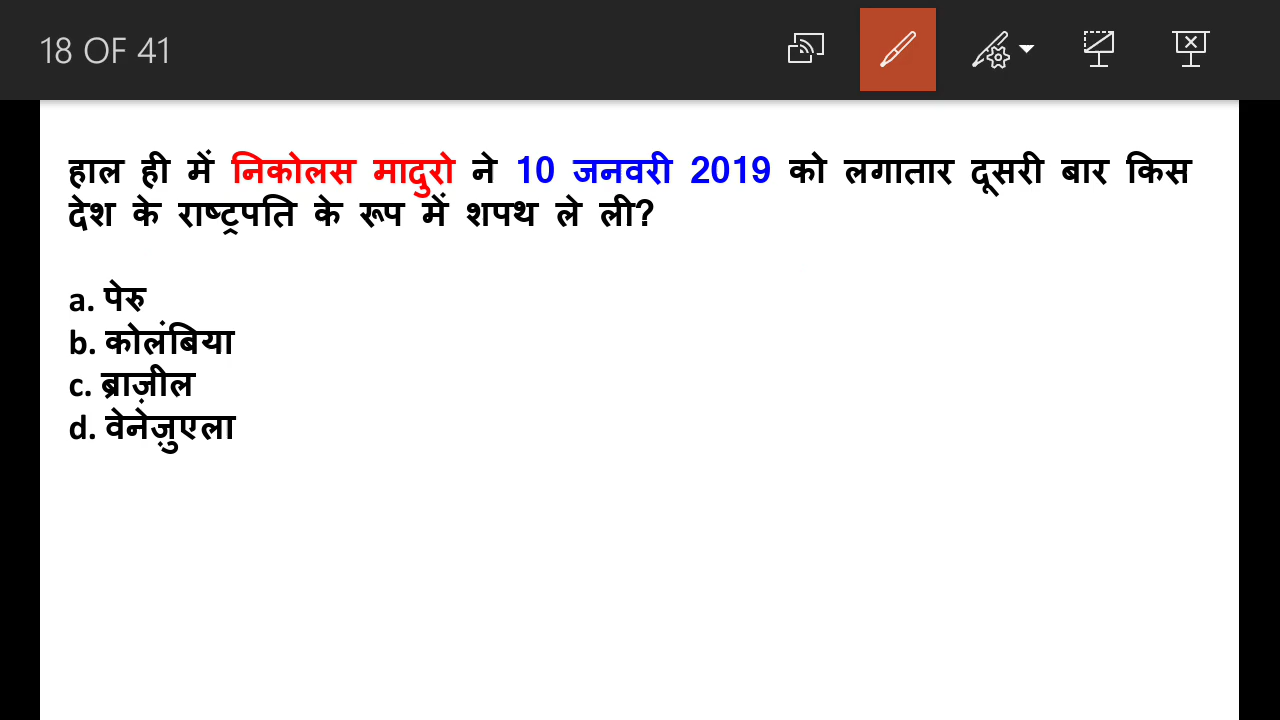 18 OF 41
हाल ही में निकोलस मादुरो ने 10 जनवरी 2019 को लगातार दूसरी बार किस
देश के राष्ट्रपति के रूप में शपथ ले ली?
a. पेरु
b. कोलंबिया
c. ब्राज़ील
d. वेनेज़ुएला